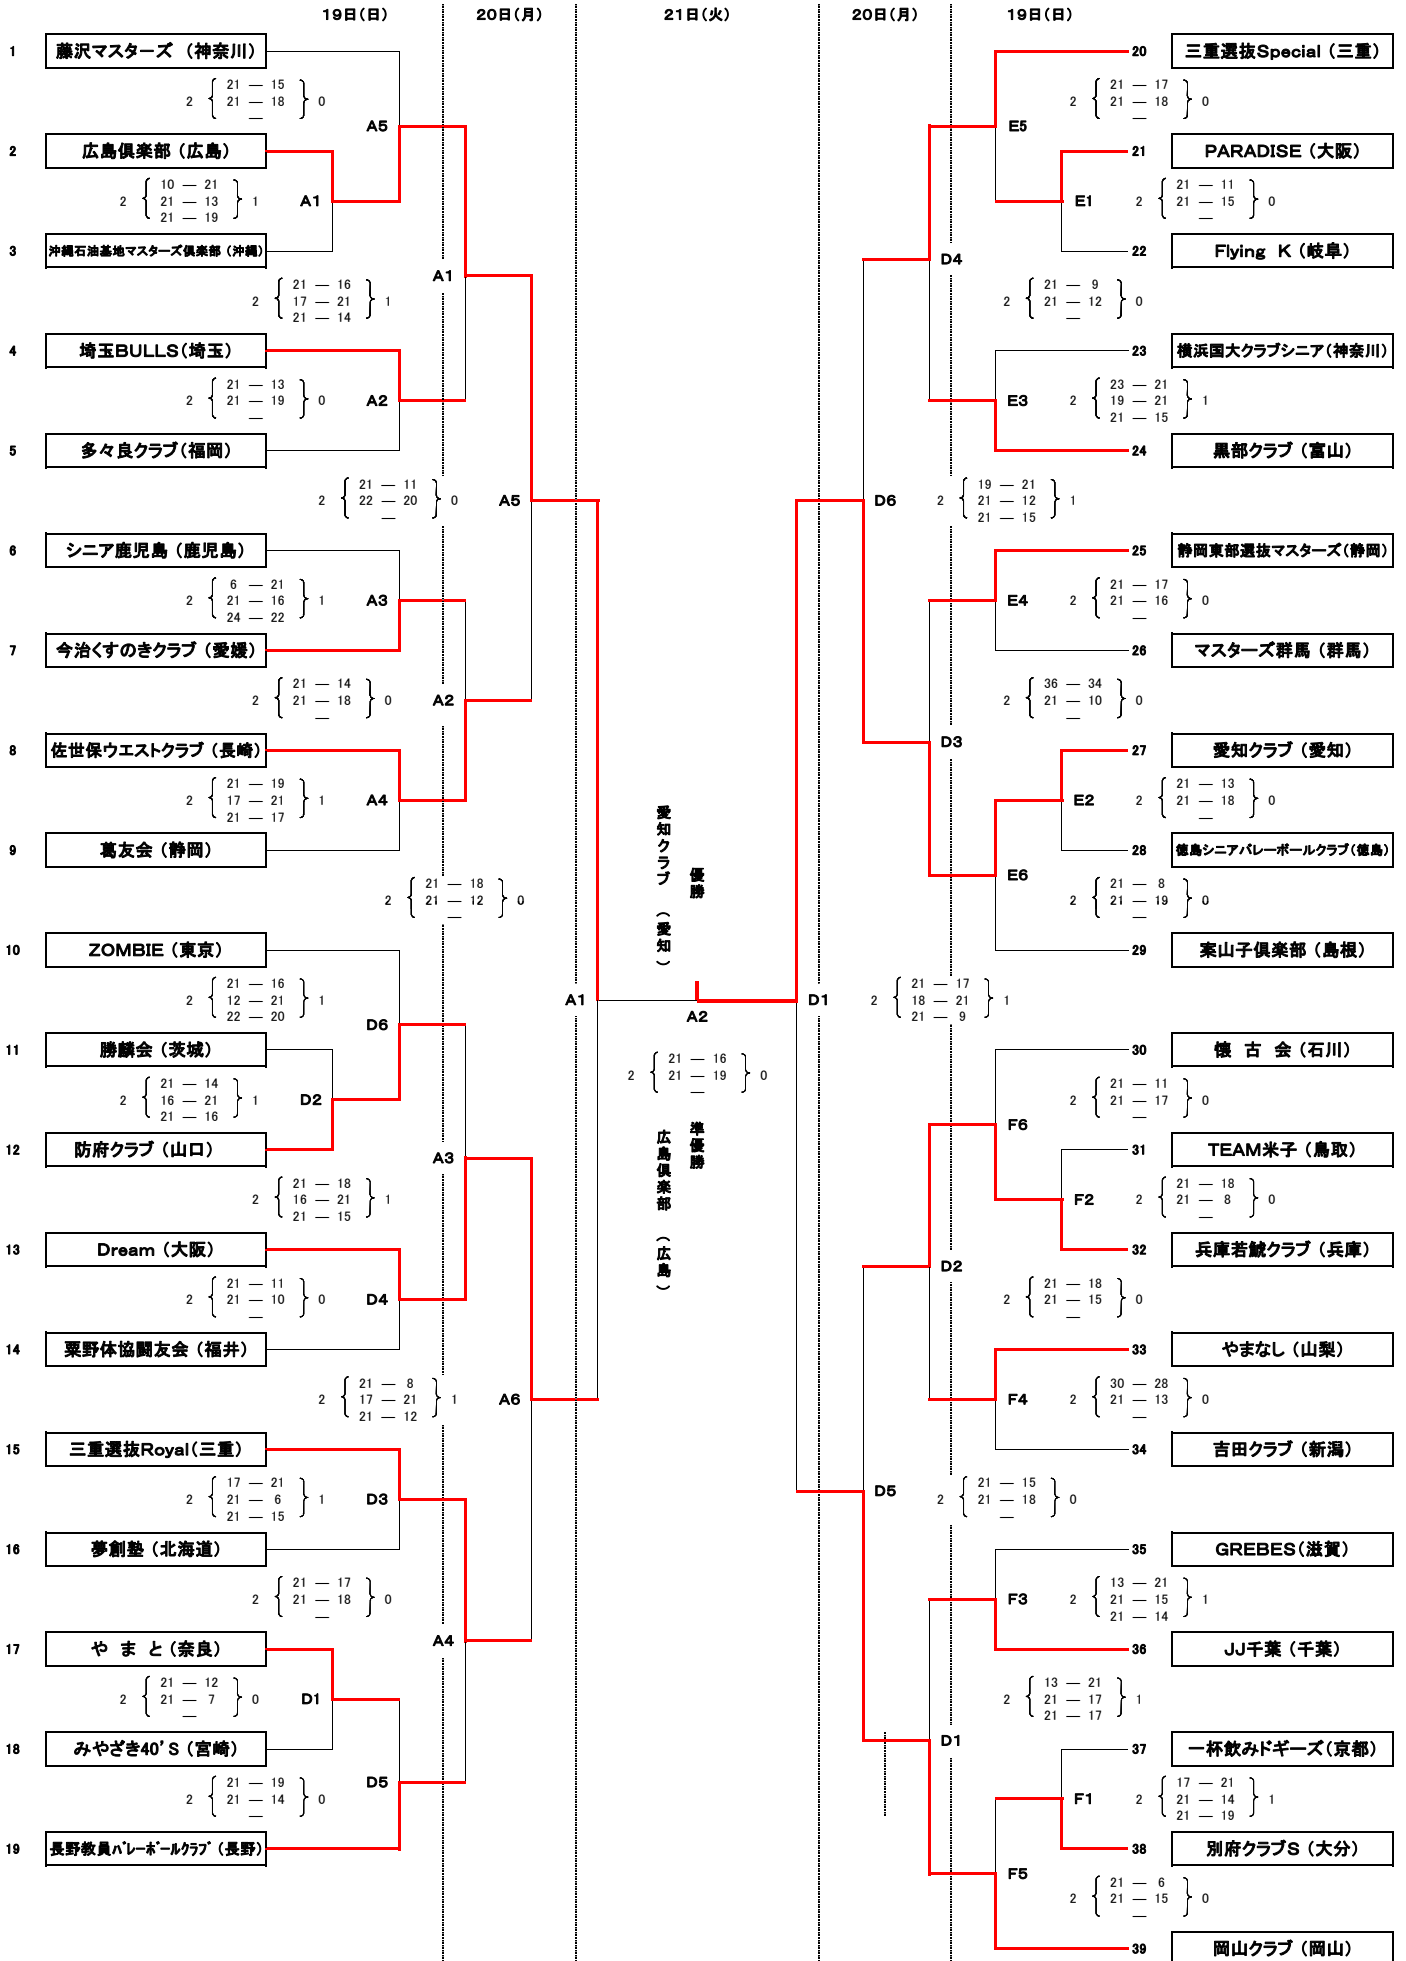 19日(日)
20日(月)
21日(火)
20日(月)
19日(日)
1 藤沢マスターズ (神奈川)
2 { 21 ― 15 } 0
21 ― 18
―
A5
2 広島倶楽部 (広島)
2 { 10 ― 21 } 1
21 ― 13
21 ― 19
A1
3 沖縄石油基地マスターズ倶楽部 (沖縄)
2 { 21 ― 16 } 1
17 ― 21
21 ― 14
A1
4 埼玉BULLS(埼玉)
2 { 21 ― 13 } 0
21 ― 19
―
A2
5 多々良クラブ(福岡)
2 { 21 ― 11 } 0
22 ― 20
―
A5
6 シニア鹿児島 (鹿児島)
2 { 6 ― 21 } 1
21 ― 16
24 ― 22
A3
7 今治くすのきクラブ (愛媛)
2 { 21 ― 14 } 0
21 ― 18
―
A2
8 佐世保ウエストクラブ (長崎)
2 { 21 ― 19 } 1
17 ― 21
21 ― 17
A4
9 葛友会 (静岡)
2 { 21 ― 18 } 0
21 ― 12
―
A1
10 ZOMBIE (東京)
2 { 21 ― 16 } 1
12 ― 21
22 ― 20
D6
11 勝麟会 (茨城)
2 { 21 ― 14 } 1
16 ― 21
21 ― 16
D2
12 防府クラブ (山口)
2 { 21 ― 18 } 1
16 ― 21
21 ― 15
A3
13 Dream (大阪)
2 { 21 ― 11 } 0
21 ― 10
―
D4
14 粟野体協闘友会 (福井)
2 { 21 ― 8 } 1
17 ― 21
21 ― 12
A6
15 三重選抜Royal(三重)
2 { 17 ― 21 } 1
21 ― 6
21 ― 15
D3
16 夢創塾 (北海道)
2 { 21 ― 17 } 0
21 ― 18
―
A4
17 や ま と (奈良)
2 { 21 ― 12 } 0
21 ― 7
―
D1
18 みやざき40'S (宮崎)
2 { 21 ― 19 } 0
21 ― 14
―
D5
19 長野教員バレーボールクラブ (長野)
優勝
愛知クラブ (愛知)
A2
2 { 21 ― 16 } 0
21 ― 19
―
準優勝
広島倶楽部 (広島)
20 三重選抜Special (三重)
2 { 21 ― 17 } 0
21 ― 18
―
E5
21 PARADISE (大阪)
2 { 21 ― 11 } 0
21 ― 15
―
E1
22 Flying K (岐阜)
2 { 21 ― 9 } 0
21 ― 12
―
D4
23 横浜国大クラブシニア(神奈川)
2 { 23 ― 21 } 1
19 ― 21
21 ― 15
E3
24 黒部クラブ (富山)
2 { 19 ― 21 } 1
21 ― 12
21 ― 15
D6
25 静岡東部選抜マスターズ(静岡)
2 { 21 ― 17 } 0
21 ― 16
―
E4
26 マスターズ群馬 (群馬)
2 { 36 ― 34 } 0
21 ― 10
―
D3
27 愛知クラブ (愛知)
2 { 21 ― 13 } 0
21 ― 18
―
E2
28 徳島シニアバレーボールクラブ(徳島)
2 { 21 ― 8 } 0
21 ― 19
―
E6
29 案山子倶楽部 (島根)
2 { 21 ― 17 } 1
18 ― 21
21 ― 9
D1
30 懐 古 会 (石川)
2 { 21 ― 11 } 0
21 ― 17
―
F6
31 TEAM米子 (鳥取)
2 { 21 ― 18 } 0
21 ― 8
―
F2
32 兵庫若鯱クラブ (兵庫)
2 { 21 ― 18 } 0
21 ― 15
―
D2
33 やまなし (山梨)
2 { 30 ― 28 } 0
21 ― 13
―
F4
34 吉田クラブ (新潟)
2 { 21 ― 15 } 0
21 ― 18
―
D5
35 GREBES(滋賀)
2 { 13 ― 21 } 1
21 ― 15
21 ― 14
F3
36 JJ千葉 (千葉)
2 { 13 ― 21 } 1
21 ― 17
21 ― 17
D1
37 一杯飲みドギーズ(京都)
2 { 17 ― 21 } 1
21 ― 14
21 ― 19
F1
38 別府クラブS (大分)
2 { 21 ― 6 } 0
21 ― 15
―
F5
39 岡山クラブ (岡山)